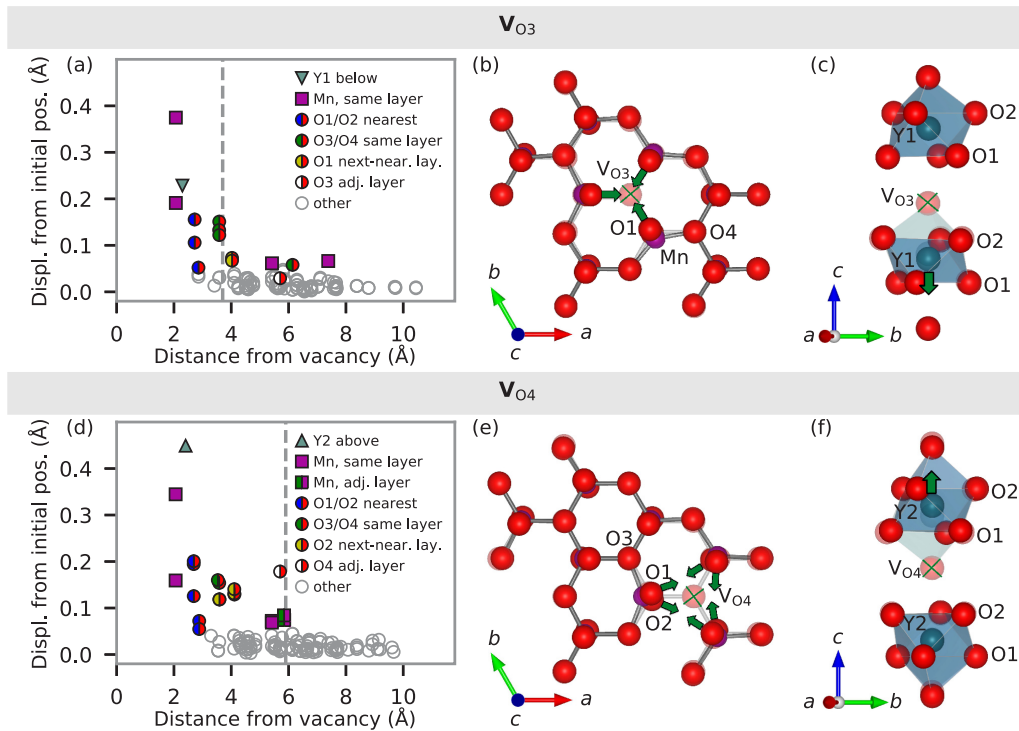 V_O3
(a)
Displ. from initial pos. (Å)
0.4
0.3
0.2
0.1
0.0
0
2
4
6
8
10
Distance from vacancy (Å)
Y1 below
Mn, same layer
O1/O2 nearest
O3/O4 same layer
O1 next-near. lay.
O3 adj. layer
other
(b)
V_O3
O1
O4
Mn
b
c
a
(c)
O2
Y1
O1
V_O3
O2
Y1
O1
c
a
b
V_O4
(d)
Displ. from initial pos. (Å)
0.5
0.4
0.3
0.2
0.1
0.0
0
2
4
6
8
10
Distance from vacancy (Å)
Y2 above
Mn, same layer
Mn, adj. layer
O1/O2 nearest
O3/O4 same layer
O2 next-near. lay.
O4 adj. layer
other
(e)
O3
O1
V_O4
O2
b
c
a
(f)
O2
Y2
O1
V_O4
Y2
O2
O1
c
a
b